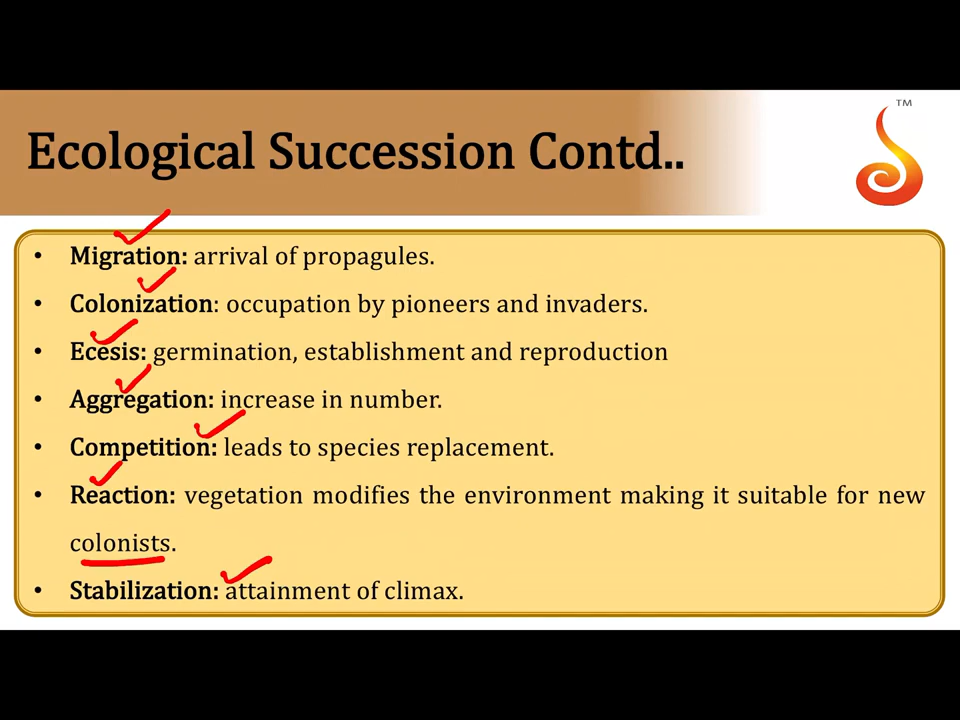 TM
Ecological Succession Contd..
• Migration: arrival of propagules.
• Colonization: occupation by pioneers and invaders.
• Ecesis: germination, establishment and reproduction
• Aggregation: increase in number.
• Competition: leads to species replacement.
• Reaction: vegetation modifies the environment making it suitable for new
colonists.
• Stabilization: attainment of climax.